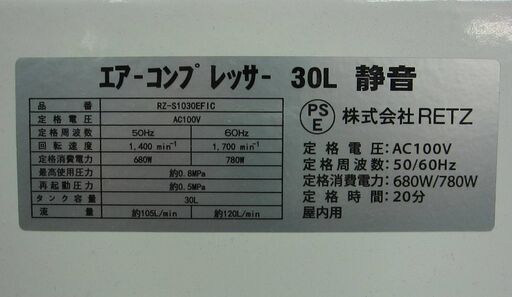 エアーコンプレッサー 30L 静音
品番 RZ-S1030EFIC
定格電圧 AC100V
定格周波数 50Hz 60Hz
回転速度 1,400 min⁻¹ 1,700 min⁻¹
定格消費電力 680W 780W
最高使用圧力 約0.8MPa
再起動圧力 約0.5MPa
タンク容量 30L
流量 約105L/min 約120L/min
PS
E
株式会社RETZ
定格電圧:AC100V
定格周波数:50/60Hz
定格消費電力:680W/780W
定格時間:20分
屋内用